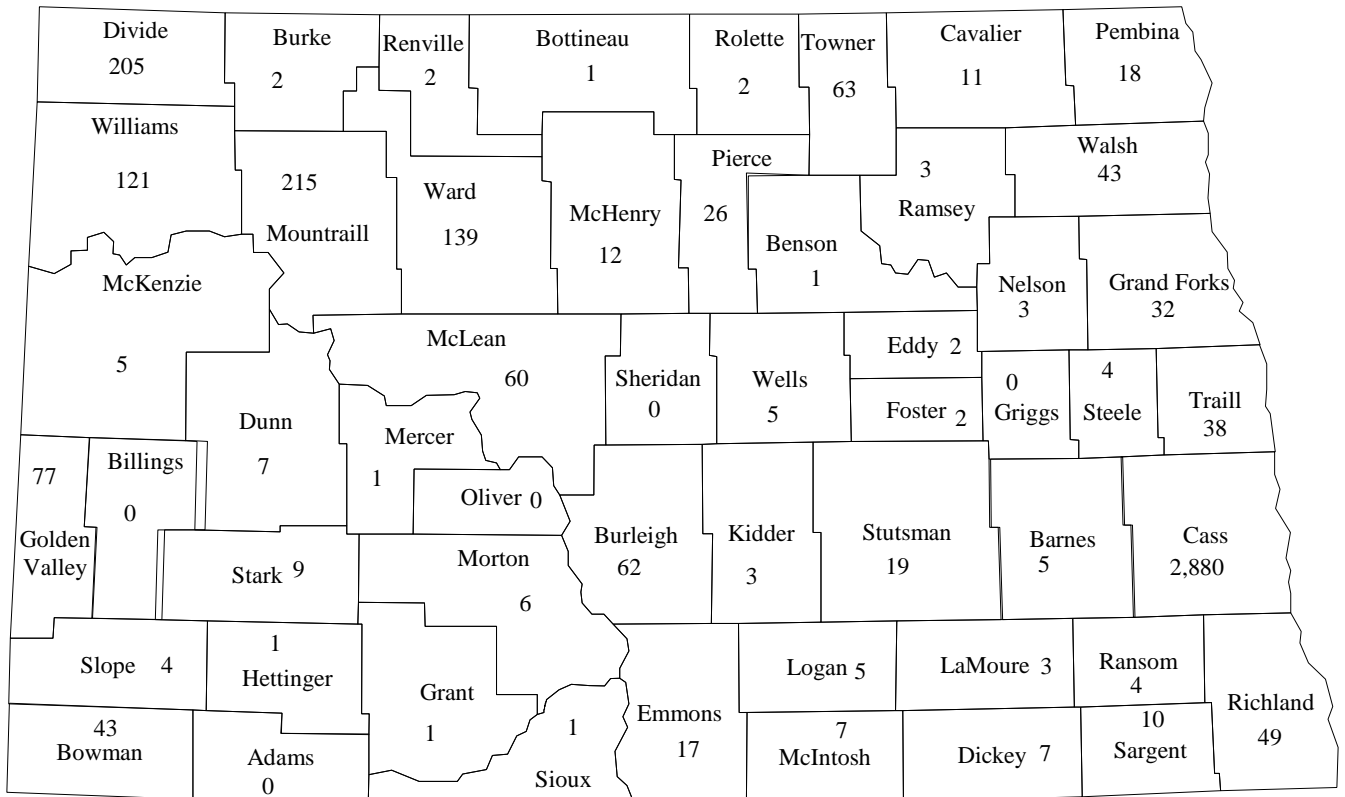 Divide
205
Burke
2
Renville
2
Bottineau
1
Rolette
2
Towner
63
Cavalier
11
Pembina
18
Williams
121
215
Mountraill
Ward
139
McHenry
12
Pierce
26
Benson
1
3
Ramsey
Walsh
43
McKenzie
5
Nelson
3
Grand Forks
32
McLean
60
Sheridan
0
Wells
5
Eddy 2
Foster 2
0
Griggs
4
Steele
Traill
38
Dunn
7
Mercer
1
Oliver 0
77
Golden
Valley
Billings
0
Stark 9
Morton
6
Burleigh
62
Kidder
3
Stutsman
19
Barnes
5
Cass
2,880
Slope 4
1
Hettinger
Grant
1
1
Sioux
Emmons
17
Logan 5
LaMoure 3
Ransom
4
Richland
49
43
Bowman
Adams
0
7
McIntosh
Dickey 7
10
Sargent